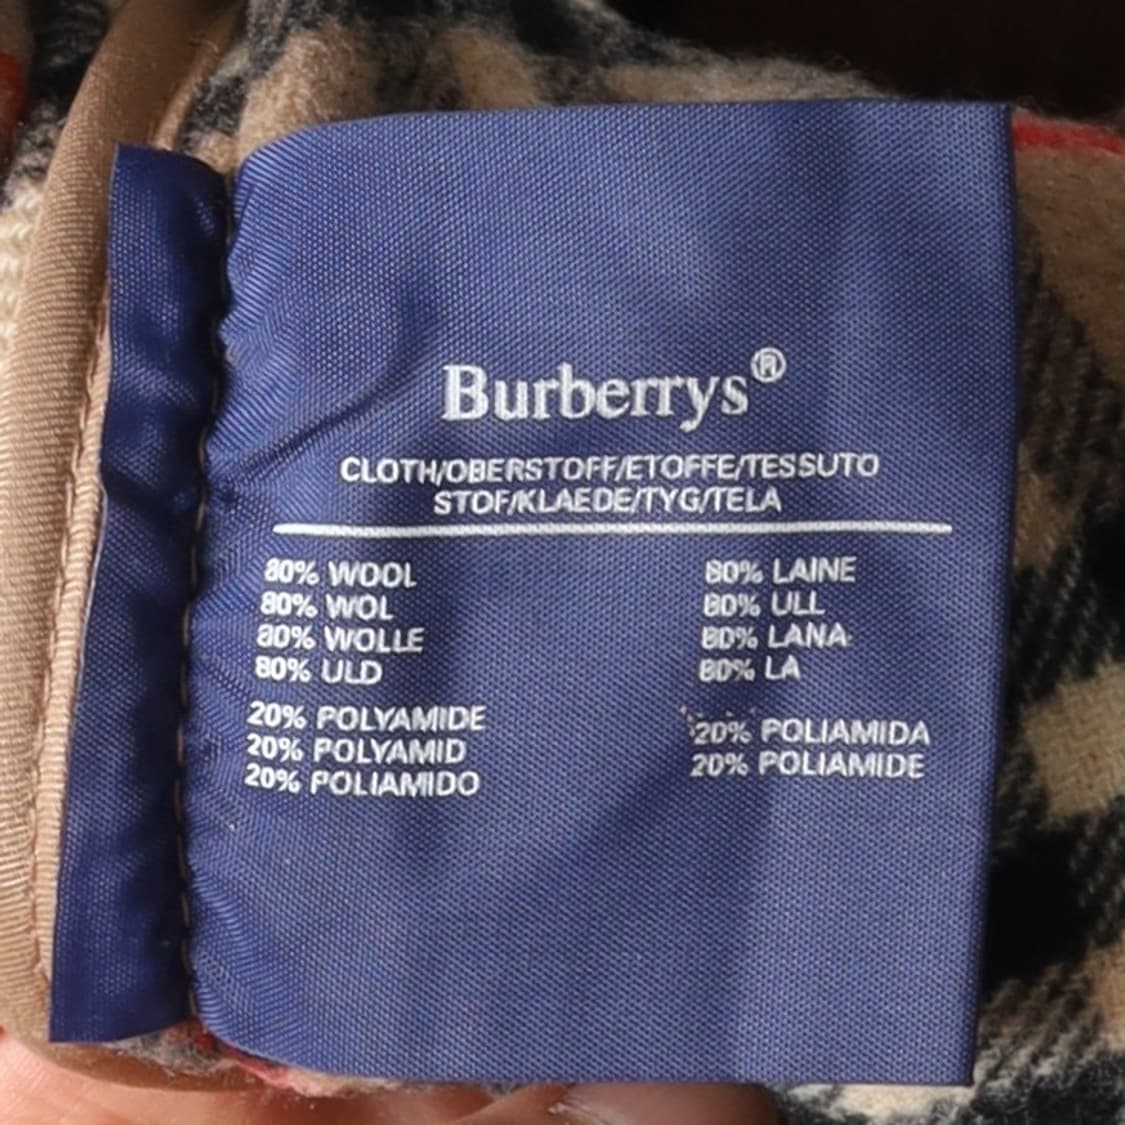 Burberrys®
CLOTH/OBERSTOFF/ETOFFE/TESSUTO
STOF/KLAEDE/TYG/TELA
80% WOOL
80% WOL
80% WOLLE
80% ULD
80% LAINE
80% ULL
80% LANA
80% LA
20% POLYAMIDE
20% POLYAMID
20% POLIAMIDO
20% POLIAMIDA
20% POLIAMIDE